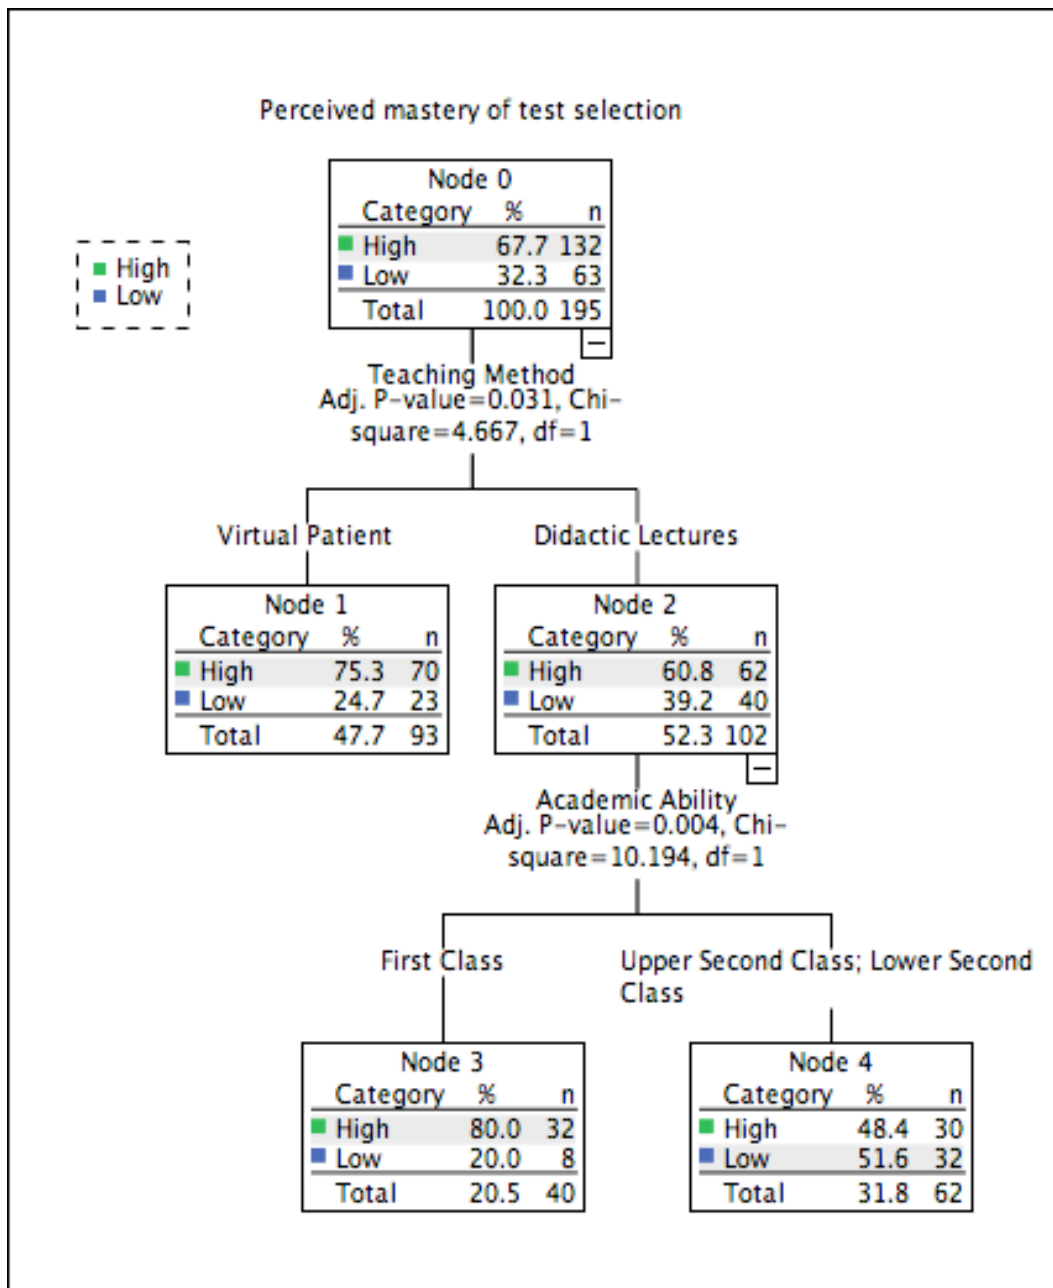 Perceived mastery of test selection
Node 0
Category % n
High 67.7 132
Low 32.3 63
Total 100.0 195
High
Low
Teaching Method
Adj. P-value=0.031, Chi-
square=4.667, df=1
Virtual Patient
Didactic Lectures
Node 1
Category % n
High 75.3 70
Low 24.7 23
Total 47.7 93
Node 2
Category % n
High 60.8 62
Low 39.2 40
Total 52.3 102
Academic Ability
Adj. P-value=0.004, Chi-
square=10.194, df=1
First Class
Upper Second Class; Lower Second
Class
Node 3
Category % n
High 80.0 32
Low 20.0 8
Total 20.5 40
Node 4
Category % n
High 48.4 30
Low 51.6 32
Total 31.8 62